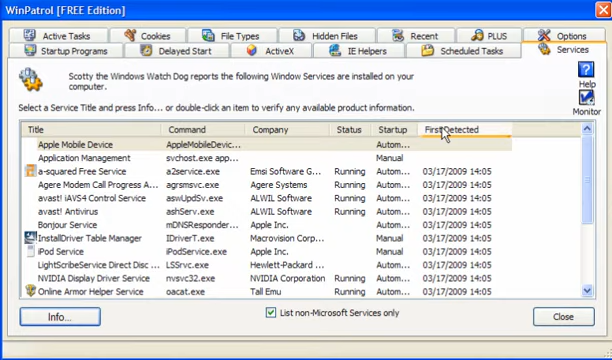 WinPatrol [FREE Edition]
Active Tasks Cookies File Types Hidden Files Recent PLUS Options
Startup Programs Delayed Start ActiveX IE Helpers Scheduled Tasks Services
Scotty the Windows Watch Dog reports the following Window Services are installed on your
computer.
Help
Select a Service Title and press Info... or double-click an item to verify any available product information.
Monitor
Title Command Company Status Startup First Detected
Apple Mobile Device AppleMobileDevic... Autom...
Application Management svchost.exe app... Manual
a-squared Free Service a2service.exe Emsi Software G... Running Autom... 03/17/2009 14:05
Agere Modem Call Progress A... agrsmsvc.exe Agere Systems Running Autom... 03/17/2009 14:05
avast! iAVS4 Control Service aswUpdSv.exe ALWIL Software Running Autom... 03/17/2009 14:05
avast! Antivirus ashServ.exe ALWIL Software Running Autom... 03/17/2009 14:05
Bonjour Service mDNSResponder... Apple Inc. Autom... 03/17/2009 14:05
InstallDriver Table Manager IDriverT.exe Macrovision Corpor... Manual 03/17/2009 14:05
iPod Service iPodService.exe Apple Inc. Manual 03/17/2009 14:05
LightScribeService Direct Disc ... LSSrvc.exe Hewlett-Packard ... Autom... 03/17/2009 14:05
NVIDIA Display Driver Service nvsvc32.exe NVIDIA Corporation Running Autom... 03/17/2009 14:05
Online Armor Helper Service oacat.exe Tall Emu Running Autom... 03/17/2009 14:05
Info... List non-Microsoft Services only Close